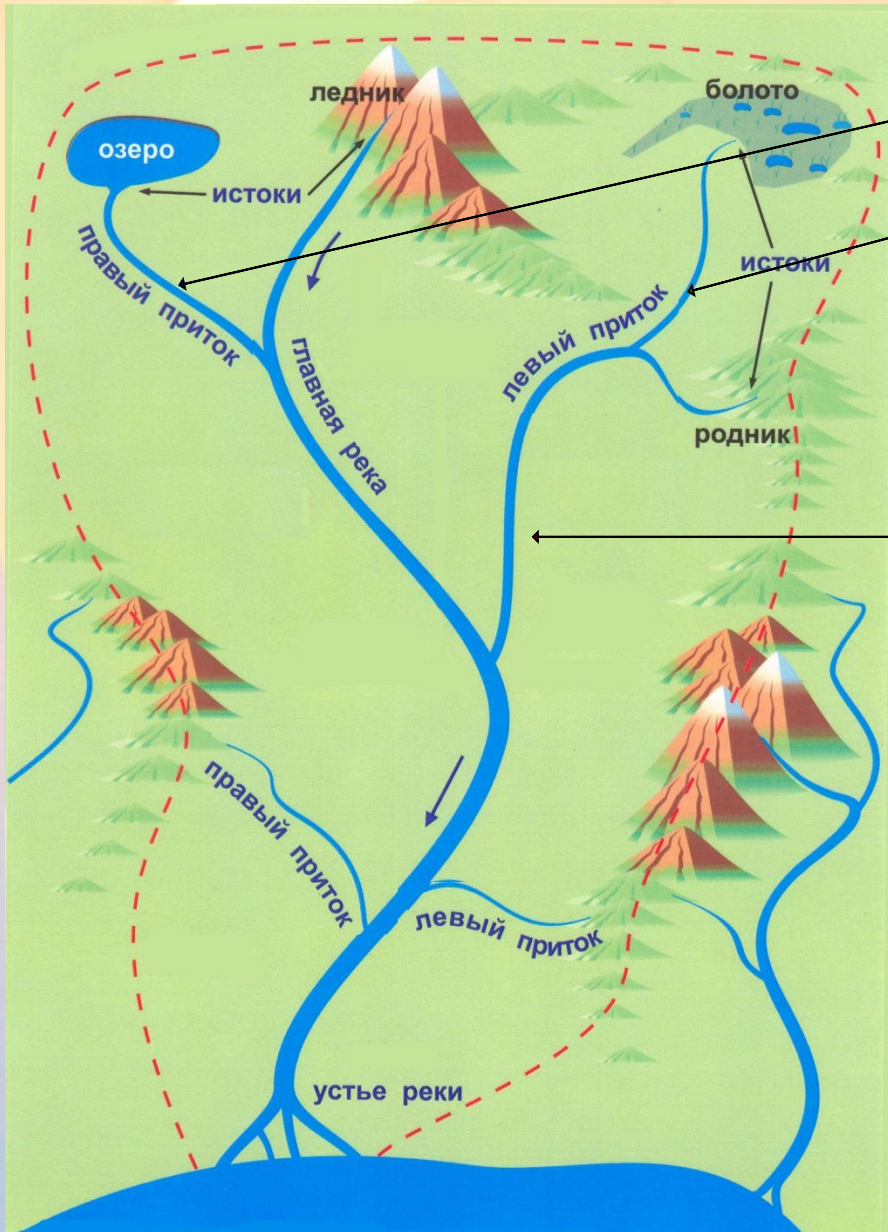 ледник
болото
озеро
истоки
истоки
правый приток
левый приток
главная река
родник
правый приток
левый приток
устье реки